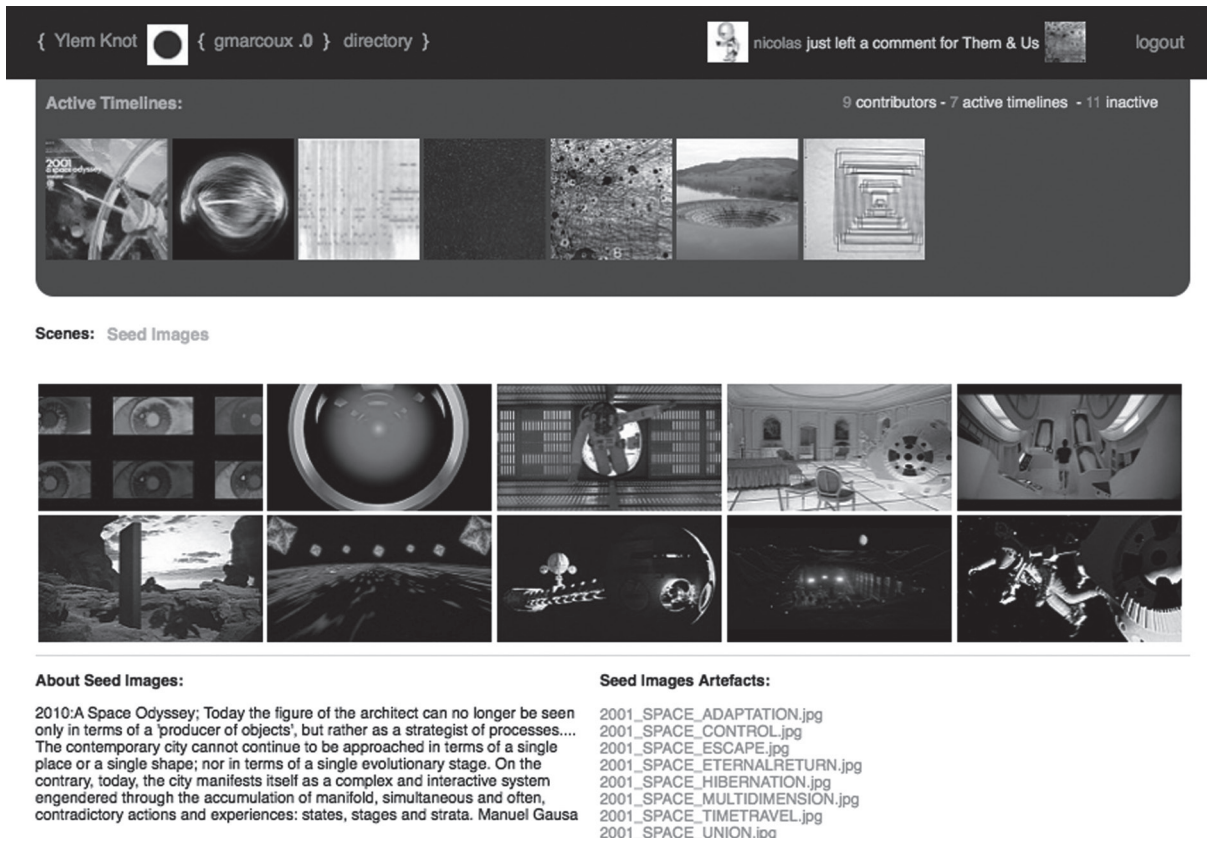 { Ylem Knot { gmarcoux .0 } directory }
nicolas just left a comment for Them & Us
logout
Active Timelines:
9 contributors - 7 active timelines - 11 inactive
2001
a space odyssey
Scenes: Seed Images
About Seed Images:
2010:A Space Odyssey; Today the figure of the architect can no longer be seen
only in terms of a 'producer of objects', but rather as a strategist of processes....
The contemporary city cannot continue to be approached in terms of a single
place or a single shape; nor in terms of a single evolutionary stage. On the
contrary, today, the city manifests itself as a complex and interactive system
engendered through the accumulation of manifold, simultaneous and often,
contradictory actions and experiences: states, stages and strata. Manuel Gausa
Seed Images Artefacts:
2001_SPACE_ADAPTATION.jpg
2001_SPACE_CONTROL.jpg
2001_SPACE_ESCAPE.jpg
2001_SPACE_ETERNALRETURN.jpg
2001_SPACE_HIBERNATION.jpg
2001_SPACE_MULTIDIMENSION.jpg
2001_SPACE_TIMETRAVEL.jpg
2001_SPACE_UNION.jpg